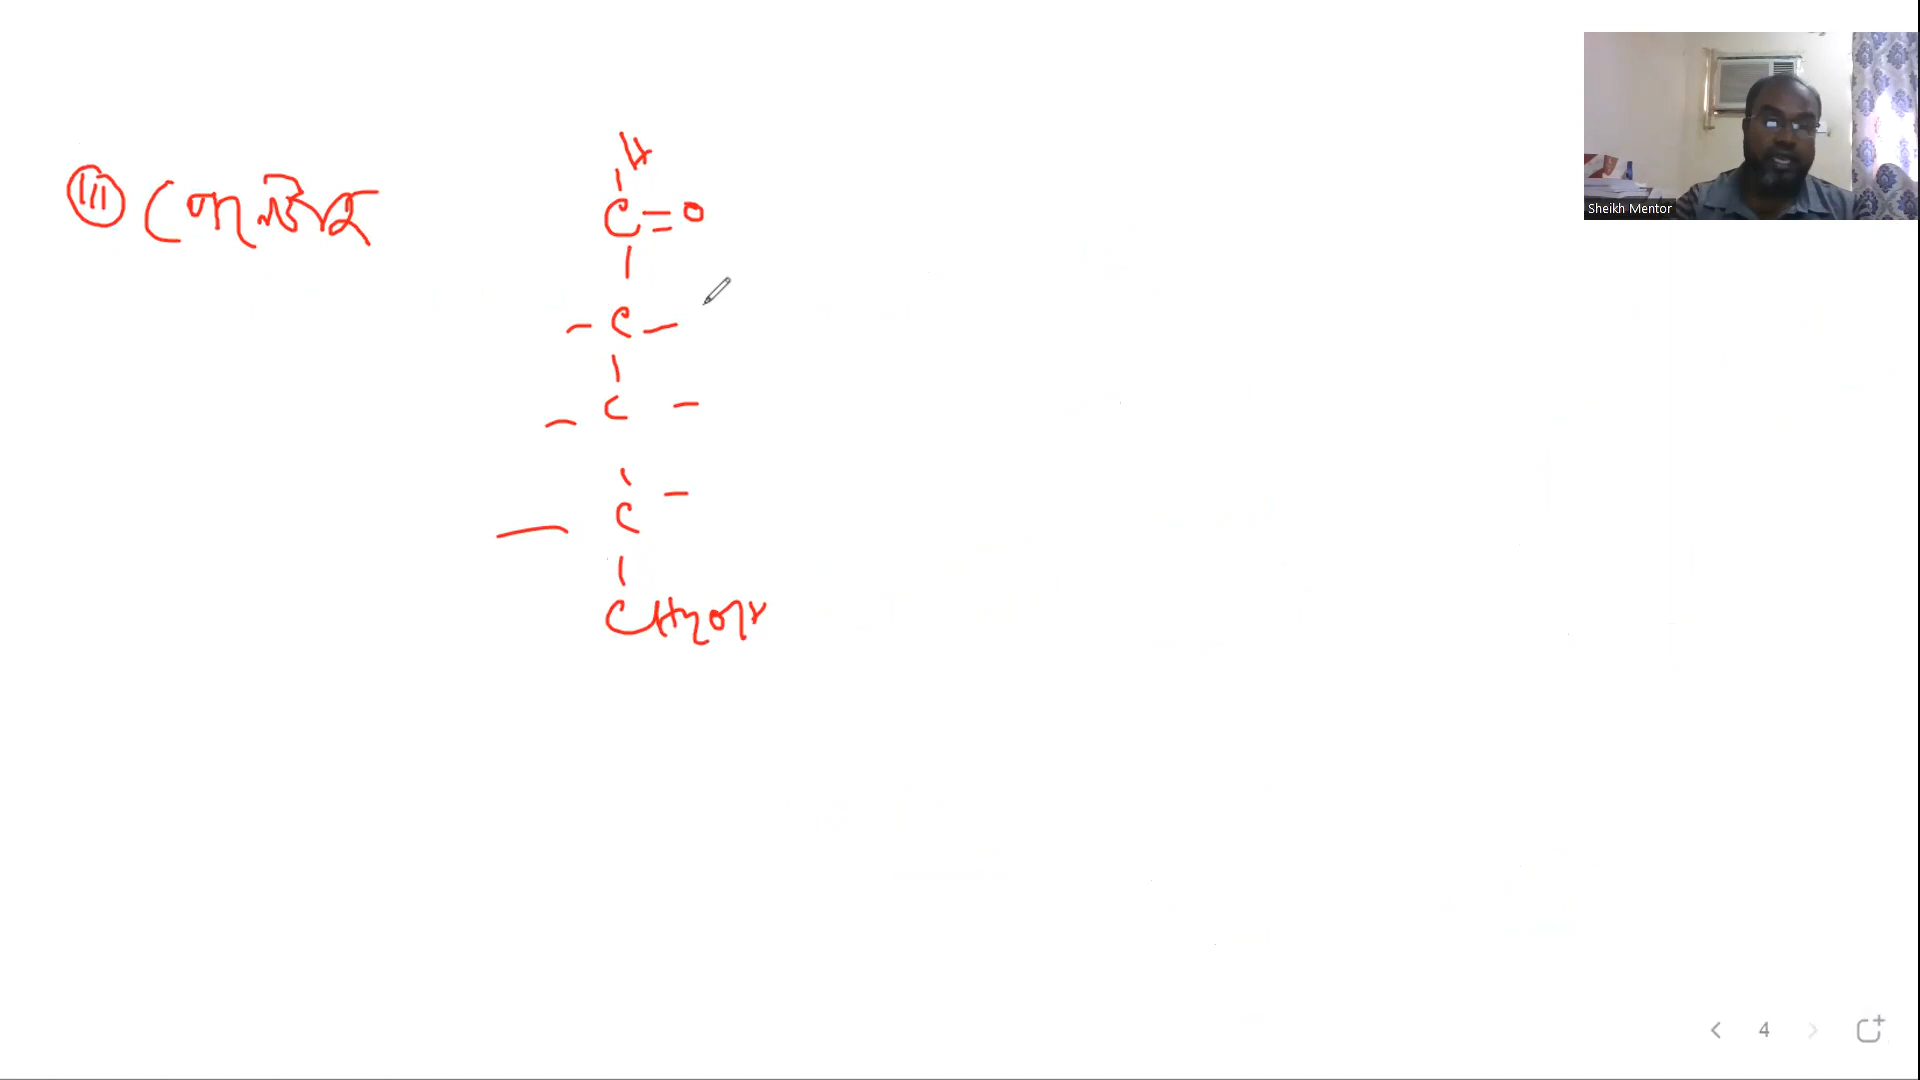 (III) পেন্টোজ
H
C = O
- C -
- C -
- C -
CH2OH
Sheikh Mentor
4